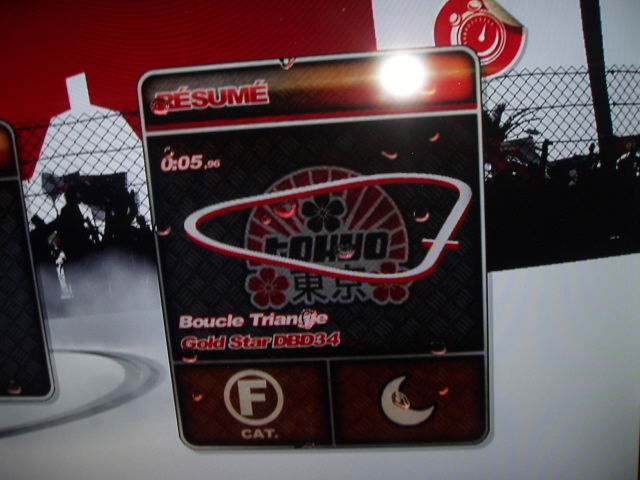 RÉSUMÉ
0:05,96
tOKYO
東京
Boucle Triangle
Gold Star DBD34
F
CAT.